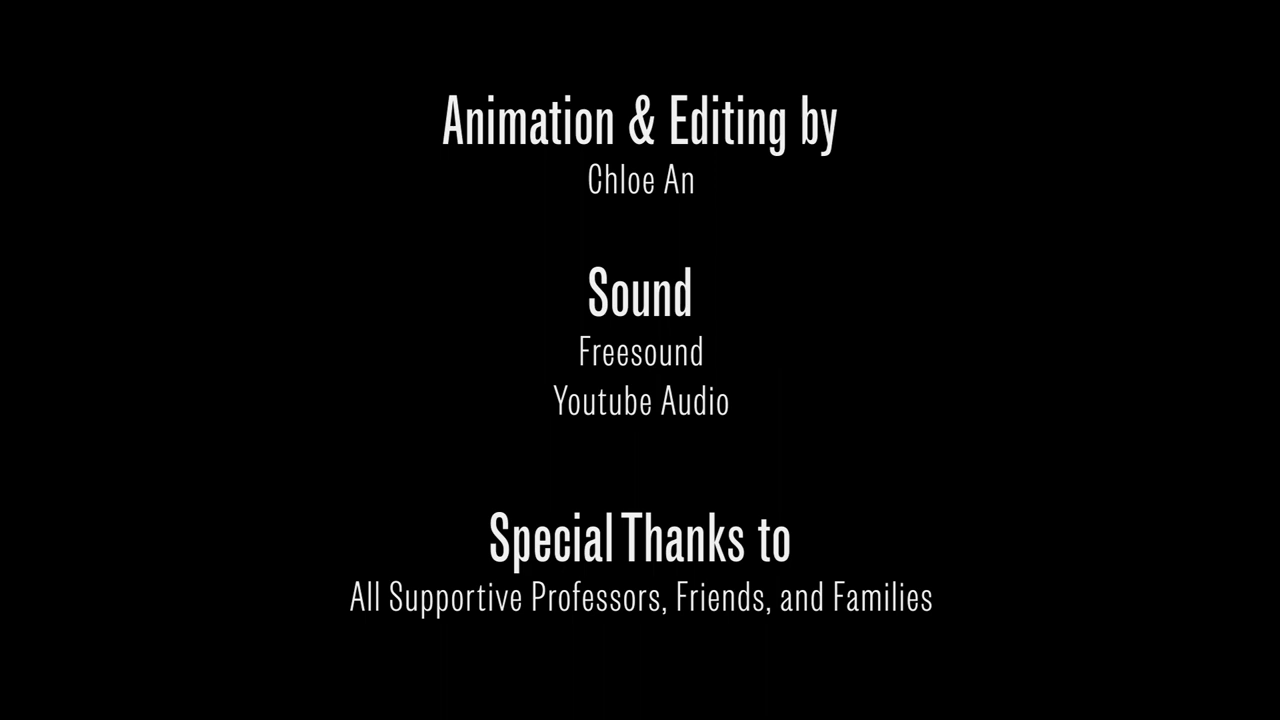 Animation & Editing by
Chloe An
Sound
Freesound
Youtube Audio
Special Thanks to
All Supportive Professors, Friends, and Families